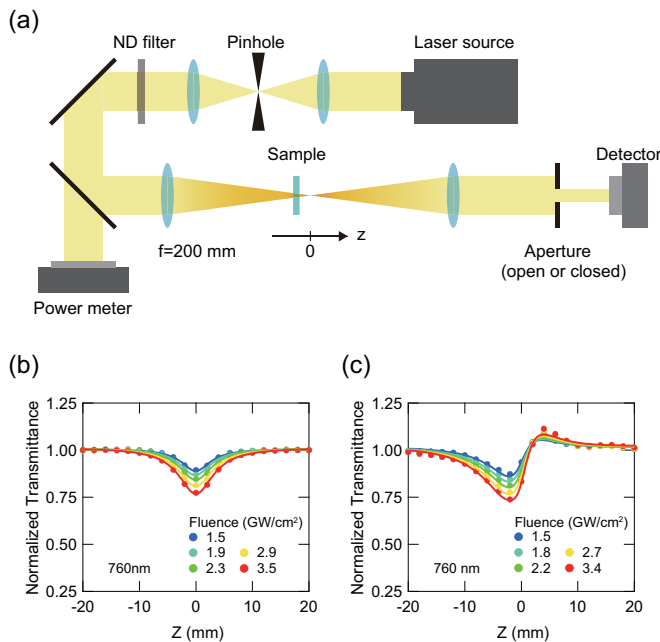 (a)
ND filter
Pinhole
Laser source
Sample
Detector
f=200 mm
0
z
Aperture
(open or closed)
Power meter
(b)
Normalized Transmittance
1.25
1.00
0.75
0.50
0.25
Fluence (GW/cm²)
1.5
1.9
2.9
2.3
3.5
760nm
-20
-10
0
10
20
Z (mm)
(c)
Normalized Transmittance
1.25
1.00
0.75
0.50
0.25
Fluence (GW/cm²)
1.5
1.8
2.7
2.2
3.4
760 nm
-20
-10
0
10
20
Z (mm)